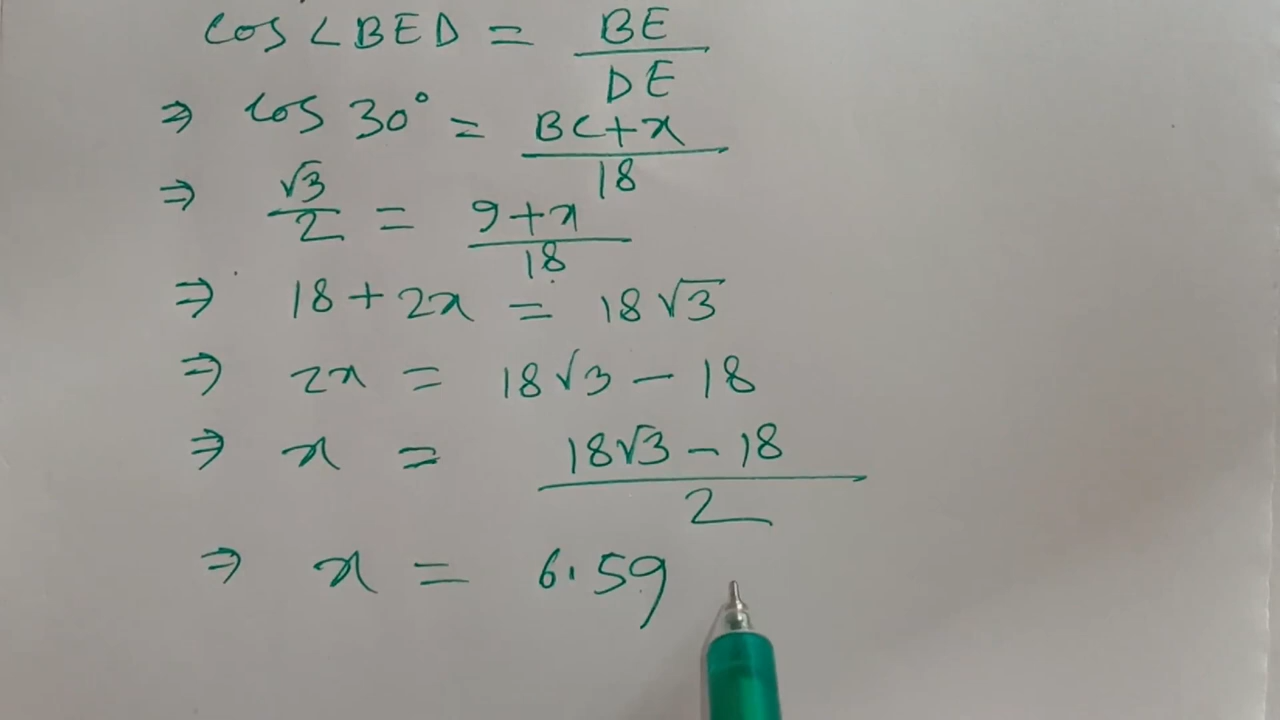 cos ∠BED = BE/DE
⇒ cos 30° = BC+x/18
⇒ √3/2 = 9+x/18
⇒ 18+2x = 18√3
⇒ 2x = 18√3 − 18
⇒ x = 18√3 − 18/2
⇒ x = 6.59